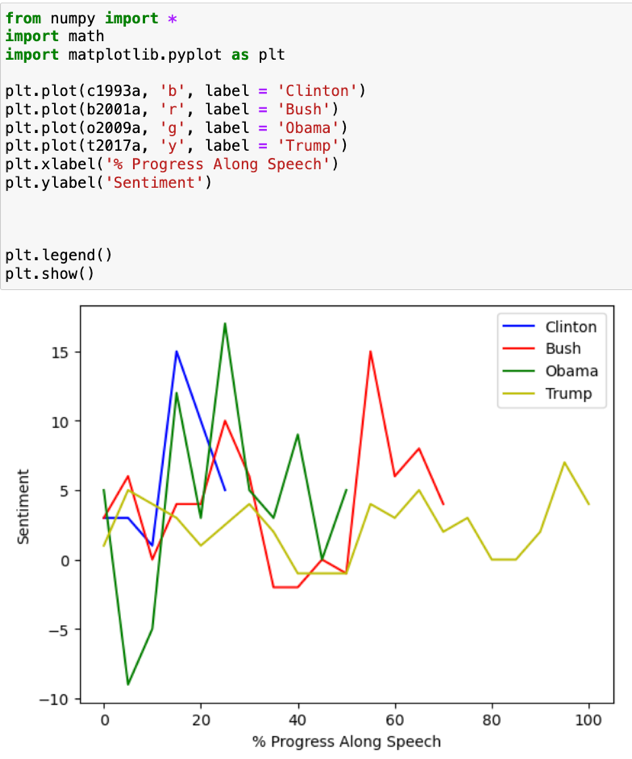 from numpy import *
import math
import matplotlib.pyplot as plt
plt.plot(c1993a, 'b', label = 'Clinton')
plt.plot(b2001a, 'r', label = 'Bush')
plt.plot(o2009a, 'g', label = 'Obama')
plt.plot(t2017a, 'y', label = 'Trump')
plt.xlabel('% Progress Along Speech')
plt.ylabel('Sentiment')
plt.legend()
plt.show()
Clinton
Bush
Obama
Trump
15
10
5
0
−5
−10
Sentiment
0 20 40 60 80 100
% Progress Along Speech